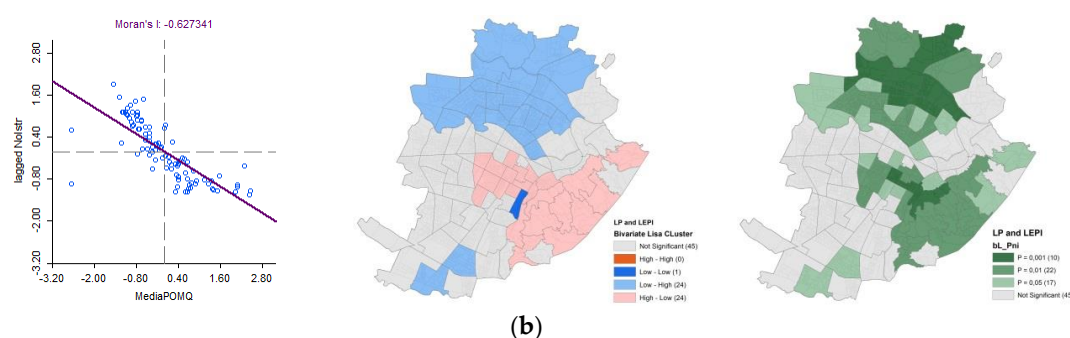 Moran's I: -0.627341
2.80
1.60
0.40
-0.80
-2.00
-3.20
lagged NoIstr
-3.20 -2.00 -0.80 0.40 1.60 2.80
MediaPOMQ
LP and LEPI
Bivariate Lisa CLuster
Not Significant (45)
High - High (0)
Low - Low (1)
Low - High (24)
High - Low (24)
LP and LEPI
bL_Pni
P = 0,001 (10)
P = 0,01 (22)
P = 0,05 (17)
Not Significant (45
(b)